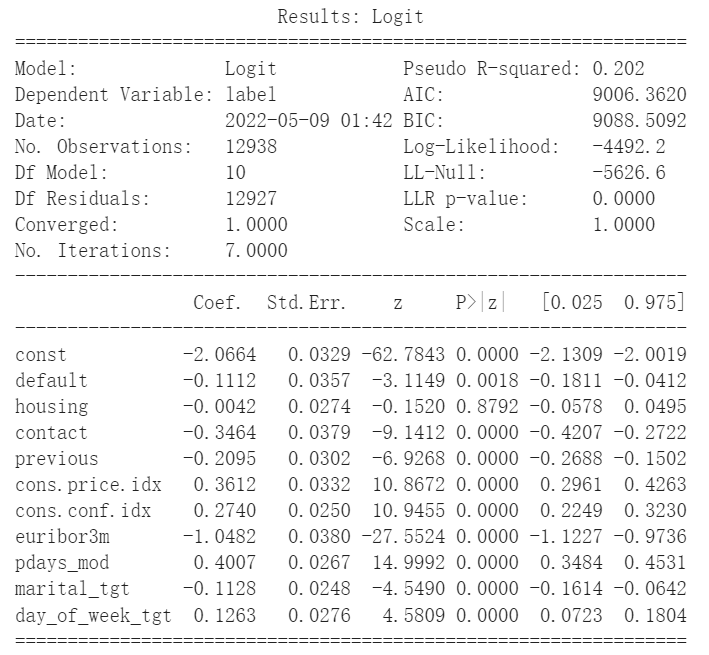 Results: Logit
=================================================================
Model: Logit Pseudo R-squared: 0.202
Dependent Variable: label AIC: 9006.3620
Date: 2022-05-09 01:42 BIC: 9088.5092
No. Observations: 12938 Log-Likelihood: -4492.2
Df Model: 10 LL-Null: -5626.6
Df Residuals: 12927 LLR p-value: 0.0000
Converged: 1.0000 Scale: 1.0000
No. Iterations: 7.0000
-----------------------------------------------------------------
Coef. Std.Err. z P>|z| [0.025 0.975]
-----------------------------------------------------------------
const -2.0664 0.0329 -62.7843 0.0000 -2.1309 -2.0019
default -0.1112 0.0357 -3.1149 0.0018 -0.1811 -0.0412
housing -0.0042 0.0274 -0.1520 0.8792 -0.0578 0.0495
contact -0.3464 0.0379 -9.1412 0.0000 -0.4207 -0.2722
previous -0.2095 0.0302 -6.9268 0.0000 -0.2688 -0.1502
cons.price.idx 0.3612 0.0332 10.8672 0.0000 0.2961 0.4263
cons.conf.idx 0.2740 0.0250 10.9455 0.0000 0.2249 0.3230
euribor3m -1.0482 0.0380 -27.5524 0.0000 -1.1227 -0.9736
pdays_mod 0.4007 0.0267 14.9992 0.0000 0.3484 0.4531
marital_tgt -0.1128 0.0248 -4.5490 0.0000 -0.1614 -0.0642
day_of_week_tgt 0.1263 0.0276 4.5809 0.0000 0.0723 0.1804
=================================================================